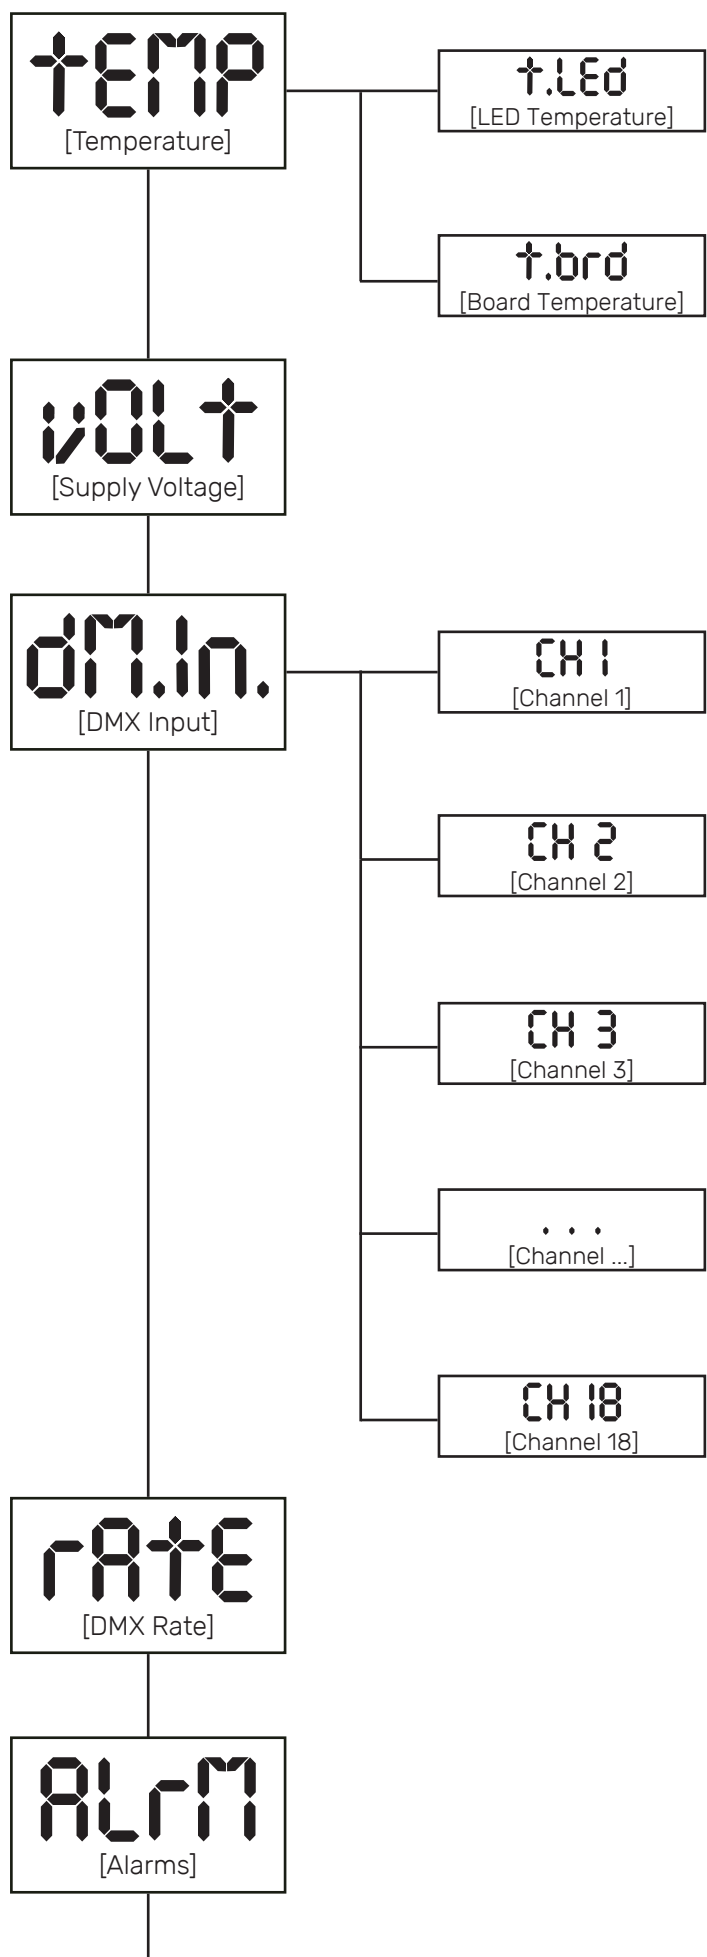 tEMP
[Temperature]
t.LEd
[LED Temperature]
t.brd
[Board Temperature]
vOLt
[Supply Voltage]
dM.In.
[DMX Input]
CH 1
[Channel 1]
CH 2
[Channel 2]
CH 3
[Channel 3]
. . .
[Channel ...]
CH 18
[Channel 18]
rAtE
[DMX Rate]
ALrM
[Alarms]